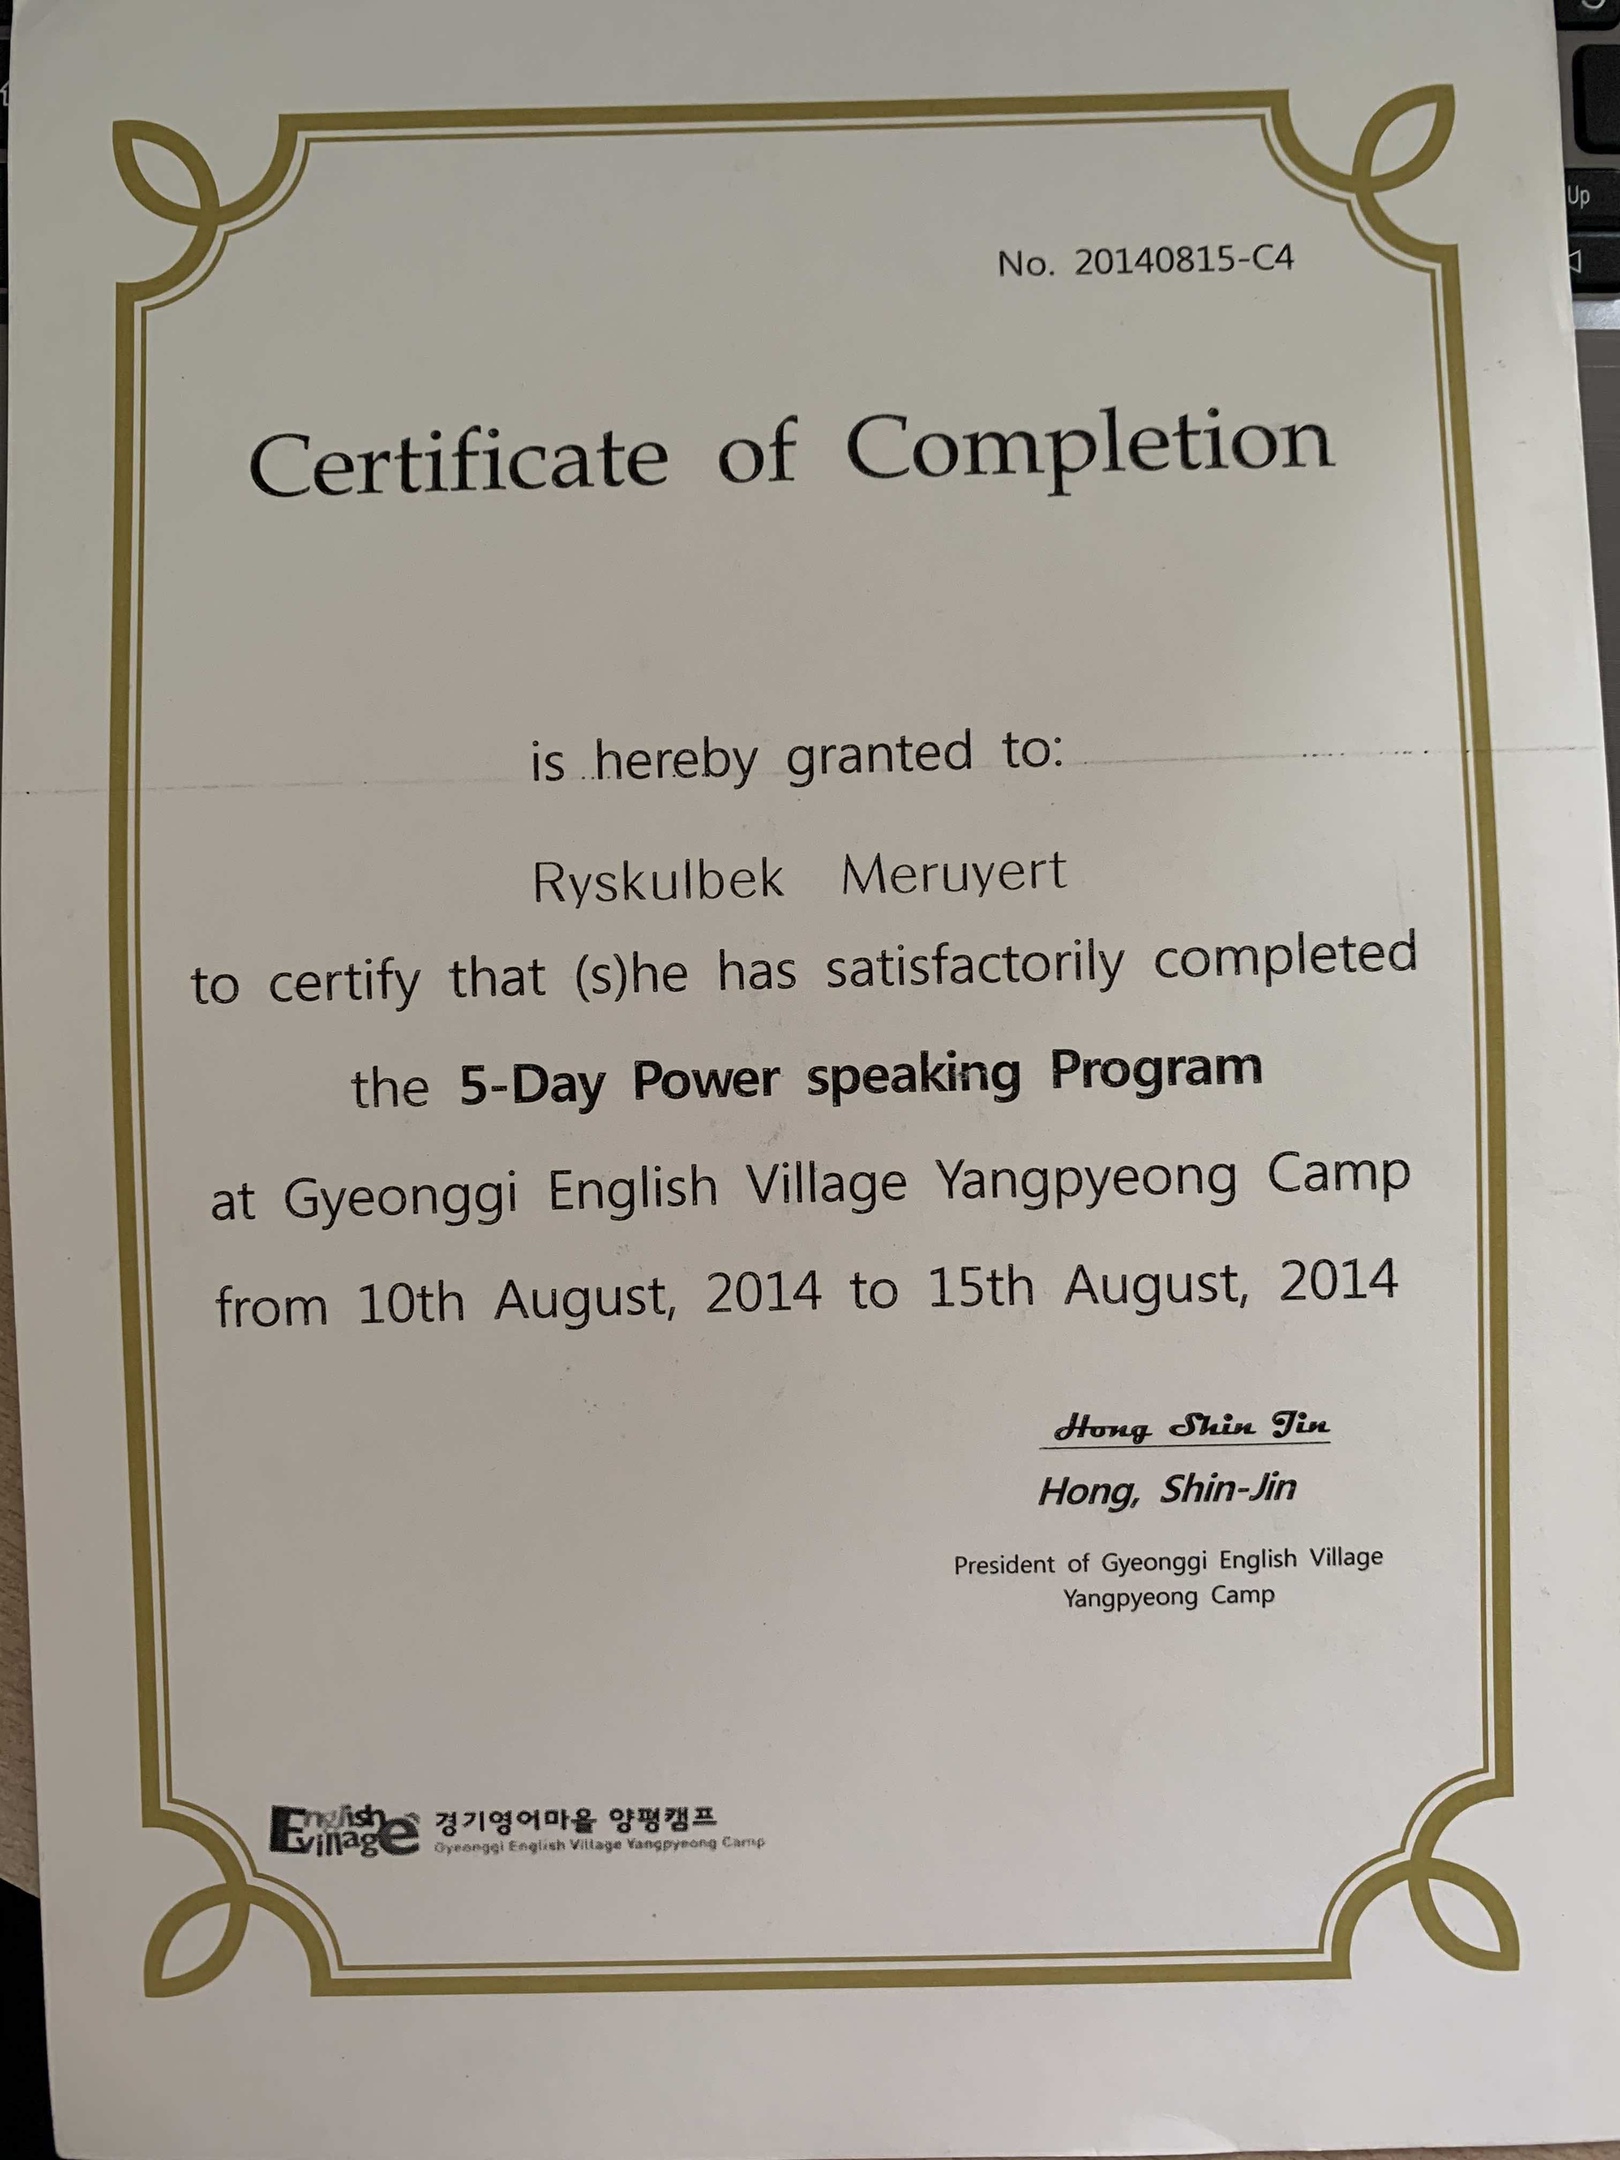 No. 20140815-C4
Certificate of Completion
is hereby granted to:
Ryskulbek Meruyert
to certify that (s)he has satisfactorily completed
the 5-Day Power speaking Program
at Gyeonggi English Village Yangpyeong Camp
from 10th August, 2014 to 15th August, 2014
Hong Shin Jin
Hong, Shin-Jin
President of Gyeonggi English Village
Yangpyeong Camp
English
Village
경기영어마을 양평캠프
Gyeonggi English Village Yangpyeong Camp
Up